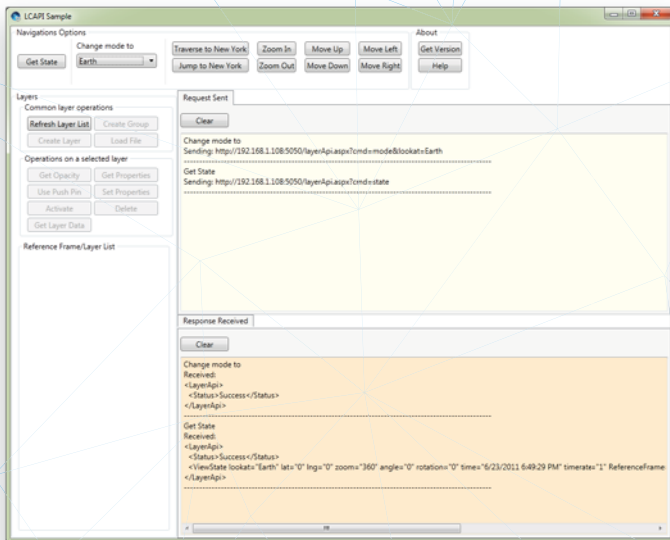 LCAPI Sample
Navigations Options
Get State
Change mode to
Earth
Traverse to New York
Zoom In
Move Up
Move Left
Jump to New York
Zoom Out
Move Down
Move Right
About
Get Version
Help
Layers
Common layer operations
Refresh Layer List
Create Group
Create Layer
Load File
Operations on a selected layer
Get Opacity
Get Properties
Use Push Pin
Set Properties
Activate
Delete
Get Layer Data
Reference Frame/Layer List
Request Sent
Clear
Change mode to
Sending: http://192.168.1.108:5050/layerApi.aspx?cmd=mode&lookat=Earth
--------------------------------------------------------------------------------
Get State
Sending: http://192.168.1.108:5050/layerApi.aspx?cmd=state
--------------------------------------------------------------------------------
Response Received
Clear
Change mode to
Received:
<LayerApi>
<Status>Success</Status>
</LayerApi>
--------------------------------------------------------------------------------
Get State
Received:
<LayerApi>
<Status>Success</Status>
<ViewState lookat="Earth" lat="0" lng="0" zoom="360" angle="0" rotation="0" time="6/23/2011 6:49:29 PM" timerate="1" ReferenceFrame
</LayerApi>
--------------------------------------------------------------------------------